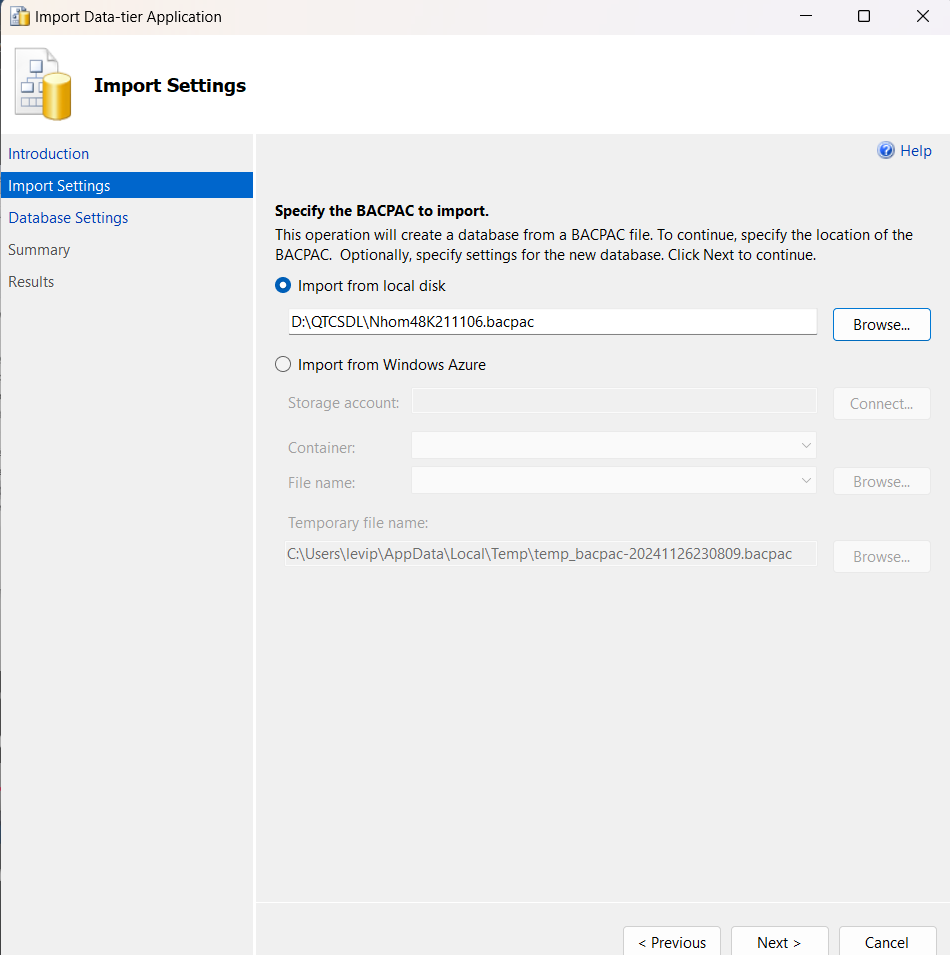 Import Data-tier Application
Import Settings
Introduction
Import Settings
Database Settings
Summary
Results
Help
Specify the BACPAC to import.
This operation will create a database from a BACPAC file. To continue, specify the location of the
BACPAC.  Optionally, specify settings for the new database. Click Next to continue.
Import from local disk
D:\QTCSDL\Nhom48K211106.bacpac
Browse...
Import from Windows Azure
Storage account:
Connect...
Container:
File name:
Browse...
Temporary file name:
C:\Users\levip\AppData\Local\Temp\temp_bacpac-20241126230809.bacpac
Browse...
< Previous
Next >
Cancel